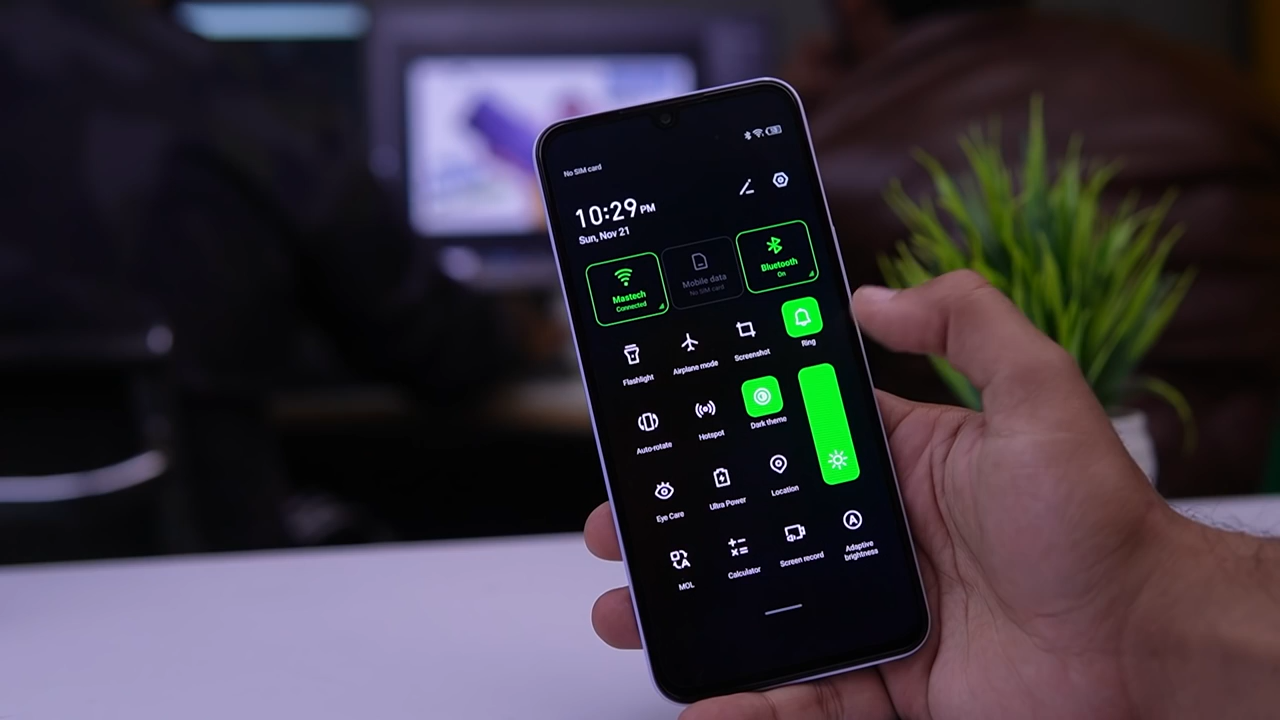 No SIM card
10:29 PM
Sun, Nov 21
Mastech
Connected
Mobile data
No SIM card
Bluetooth
On
Flashlight
Airplane mode
Screenshot
Ring
Auto-rotate
Hotspot
Dark theme
Eye Care
Ultra Power
Location
MOL
Calculator
Screen record
Adaptive
brightness